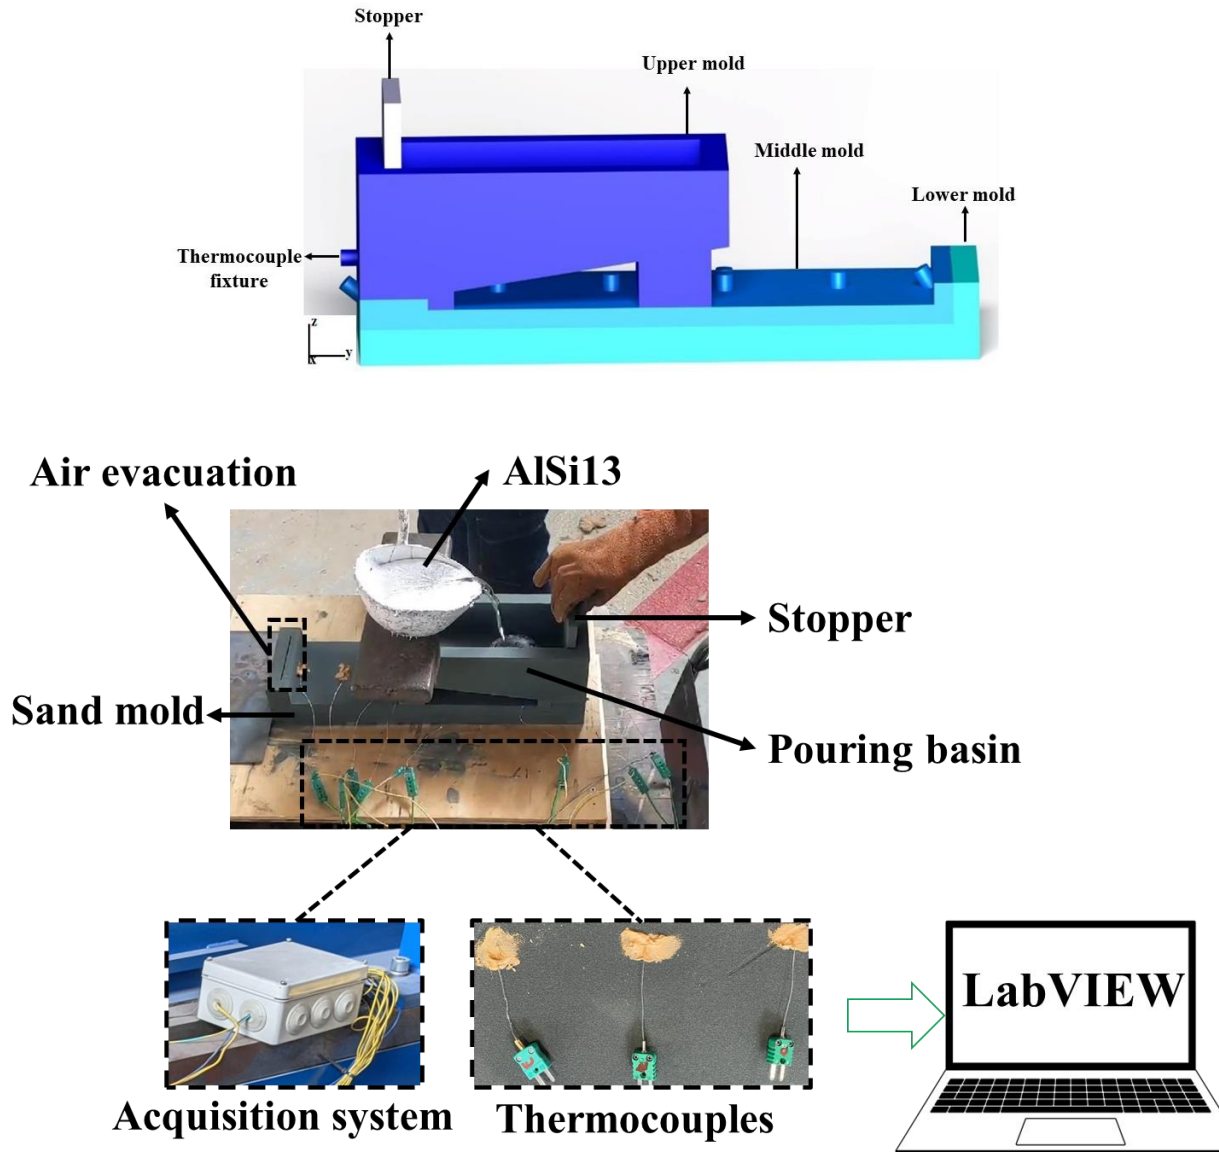 Stopper
Upper mold
Middle mold
Lower mold
Thermocouple
fixture
z
x
y
Air evacuation
AlSi13
Stopper
Sand mold
Pouring basin
LabVIEW
Acquisition system
Thermocouples